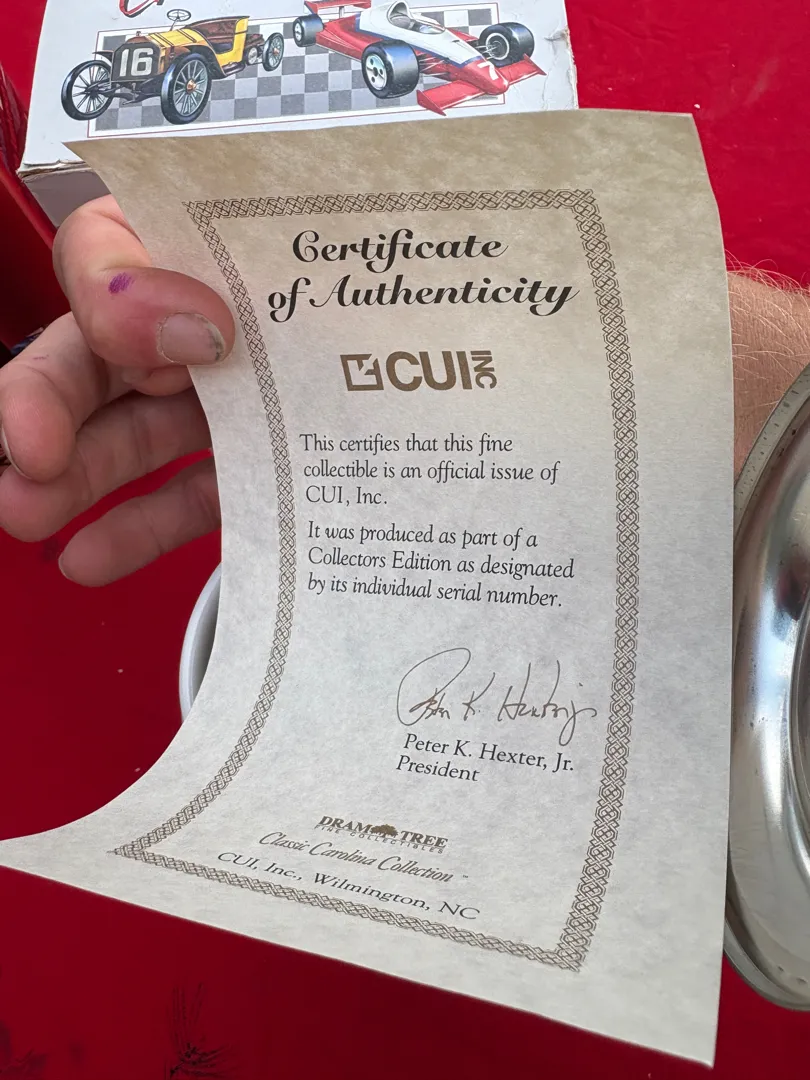 16
7
Certificate
of Authenticity
CUI INC
This certifies that this fine
collectible is an official issue of
CUI, Inc.
It was produced as part of a
Collectors Edition as designated
by its individual serial number.
Peter K. Hexter, Jr.
President
DRAM TREE
FINE COLLECTIBLES
Classic Carolina Collection ™
CUI, Inc., Wilmington, NC